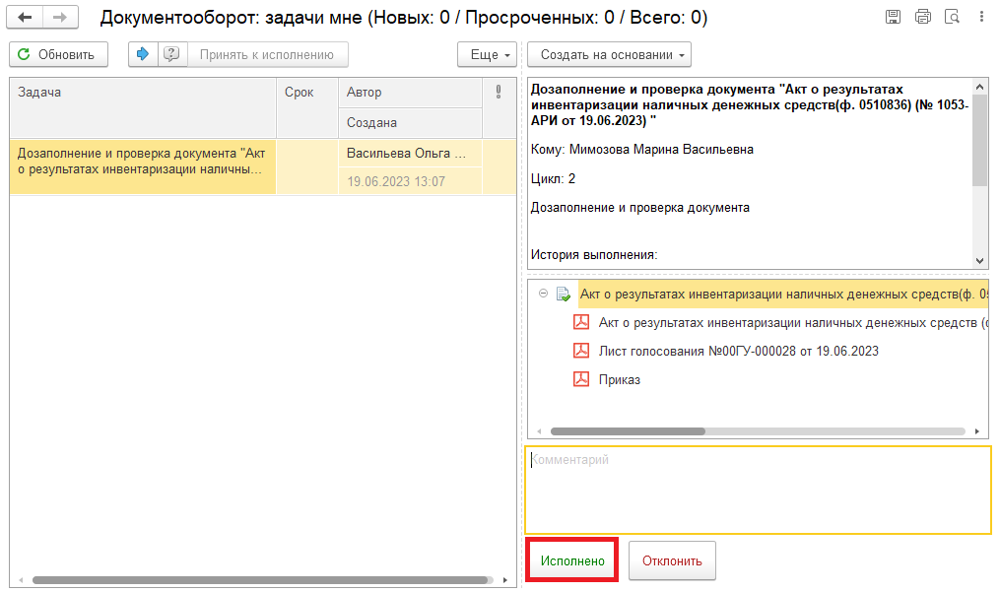 Документооборот: задачи мне (Новых: 0 / Просроченных: 0 / Всего: 0)
Обновить
Принять к исполнению
Еще
Создать на основании
Задача
Срок
Автор
Создана
Дозаполнение и проверка документа "Акт
о результатах инвентаризации наличны...
Васильева Ольга ...
19.06.2023 13:07
Дозаполнение и проверка документа "Акт о результатах
инвентаризации наличных денежных средств(ф. 0510836) (№ 1053-
АРИ от 19.06.2023) "
Кому: Мимозова Марина Васильевна
Цикл: 2
Дозаполнение и проверка документа
История выполнения:
Акт о результатах инвентаризации наличных денежных средств(ф. 05
Акт о результатах инвентаризации наличных денежных средств (
Лист голосования №00ГУ-000028 от 19.06.2023
Приказ
Комментарий
Исполнено
Отклонить